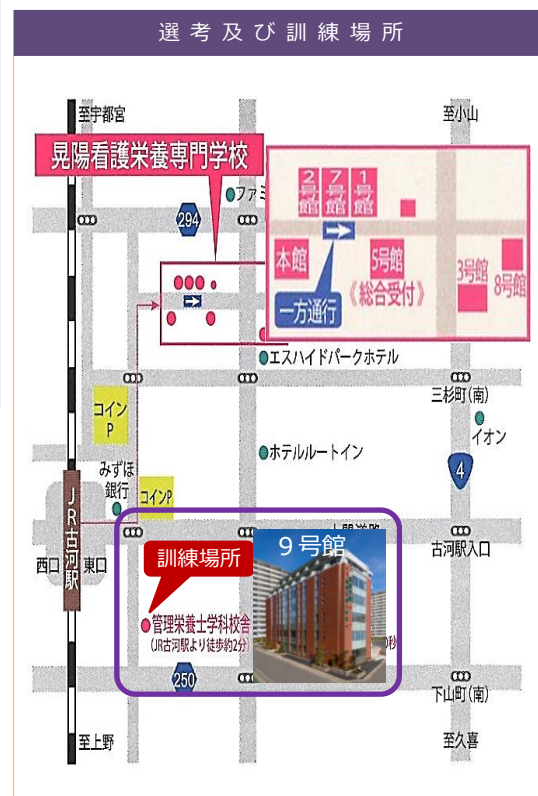 選考及び訓練場所
至宇都宮
至小山
晃陽看護栄養専門学校
ファミ
294
2号館
7号館
1号館
本館
5号館
《総合受付》
3号館
8号館
一方通行
エスハイドパークホテル
三杉町(南)
コイン
P
イオン
ホテルルートイン
4
みずほ
銀行
コインP
JR古河駅
西口
東口
古河駅入口
訓練場所
9号館
管理栄養士学科校舎
(JR古河駅より徒歩約2分)
250
下山町(南)
至上野
至久喜